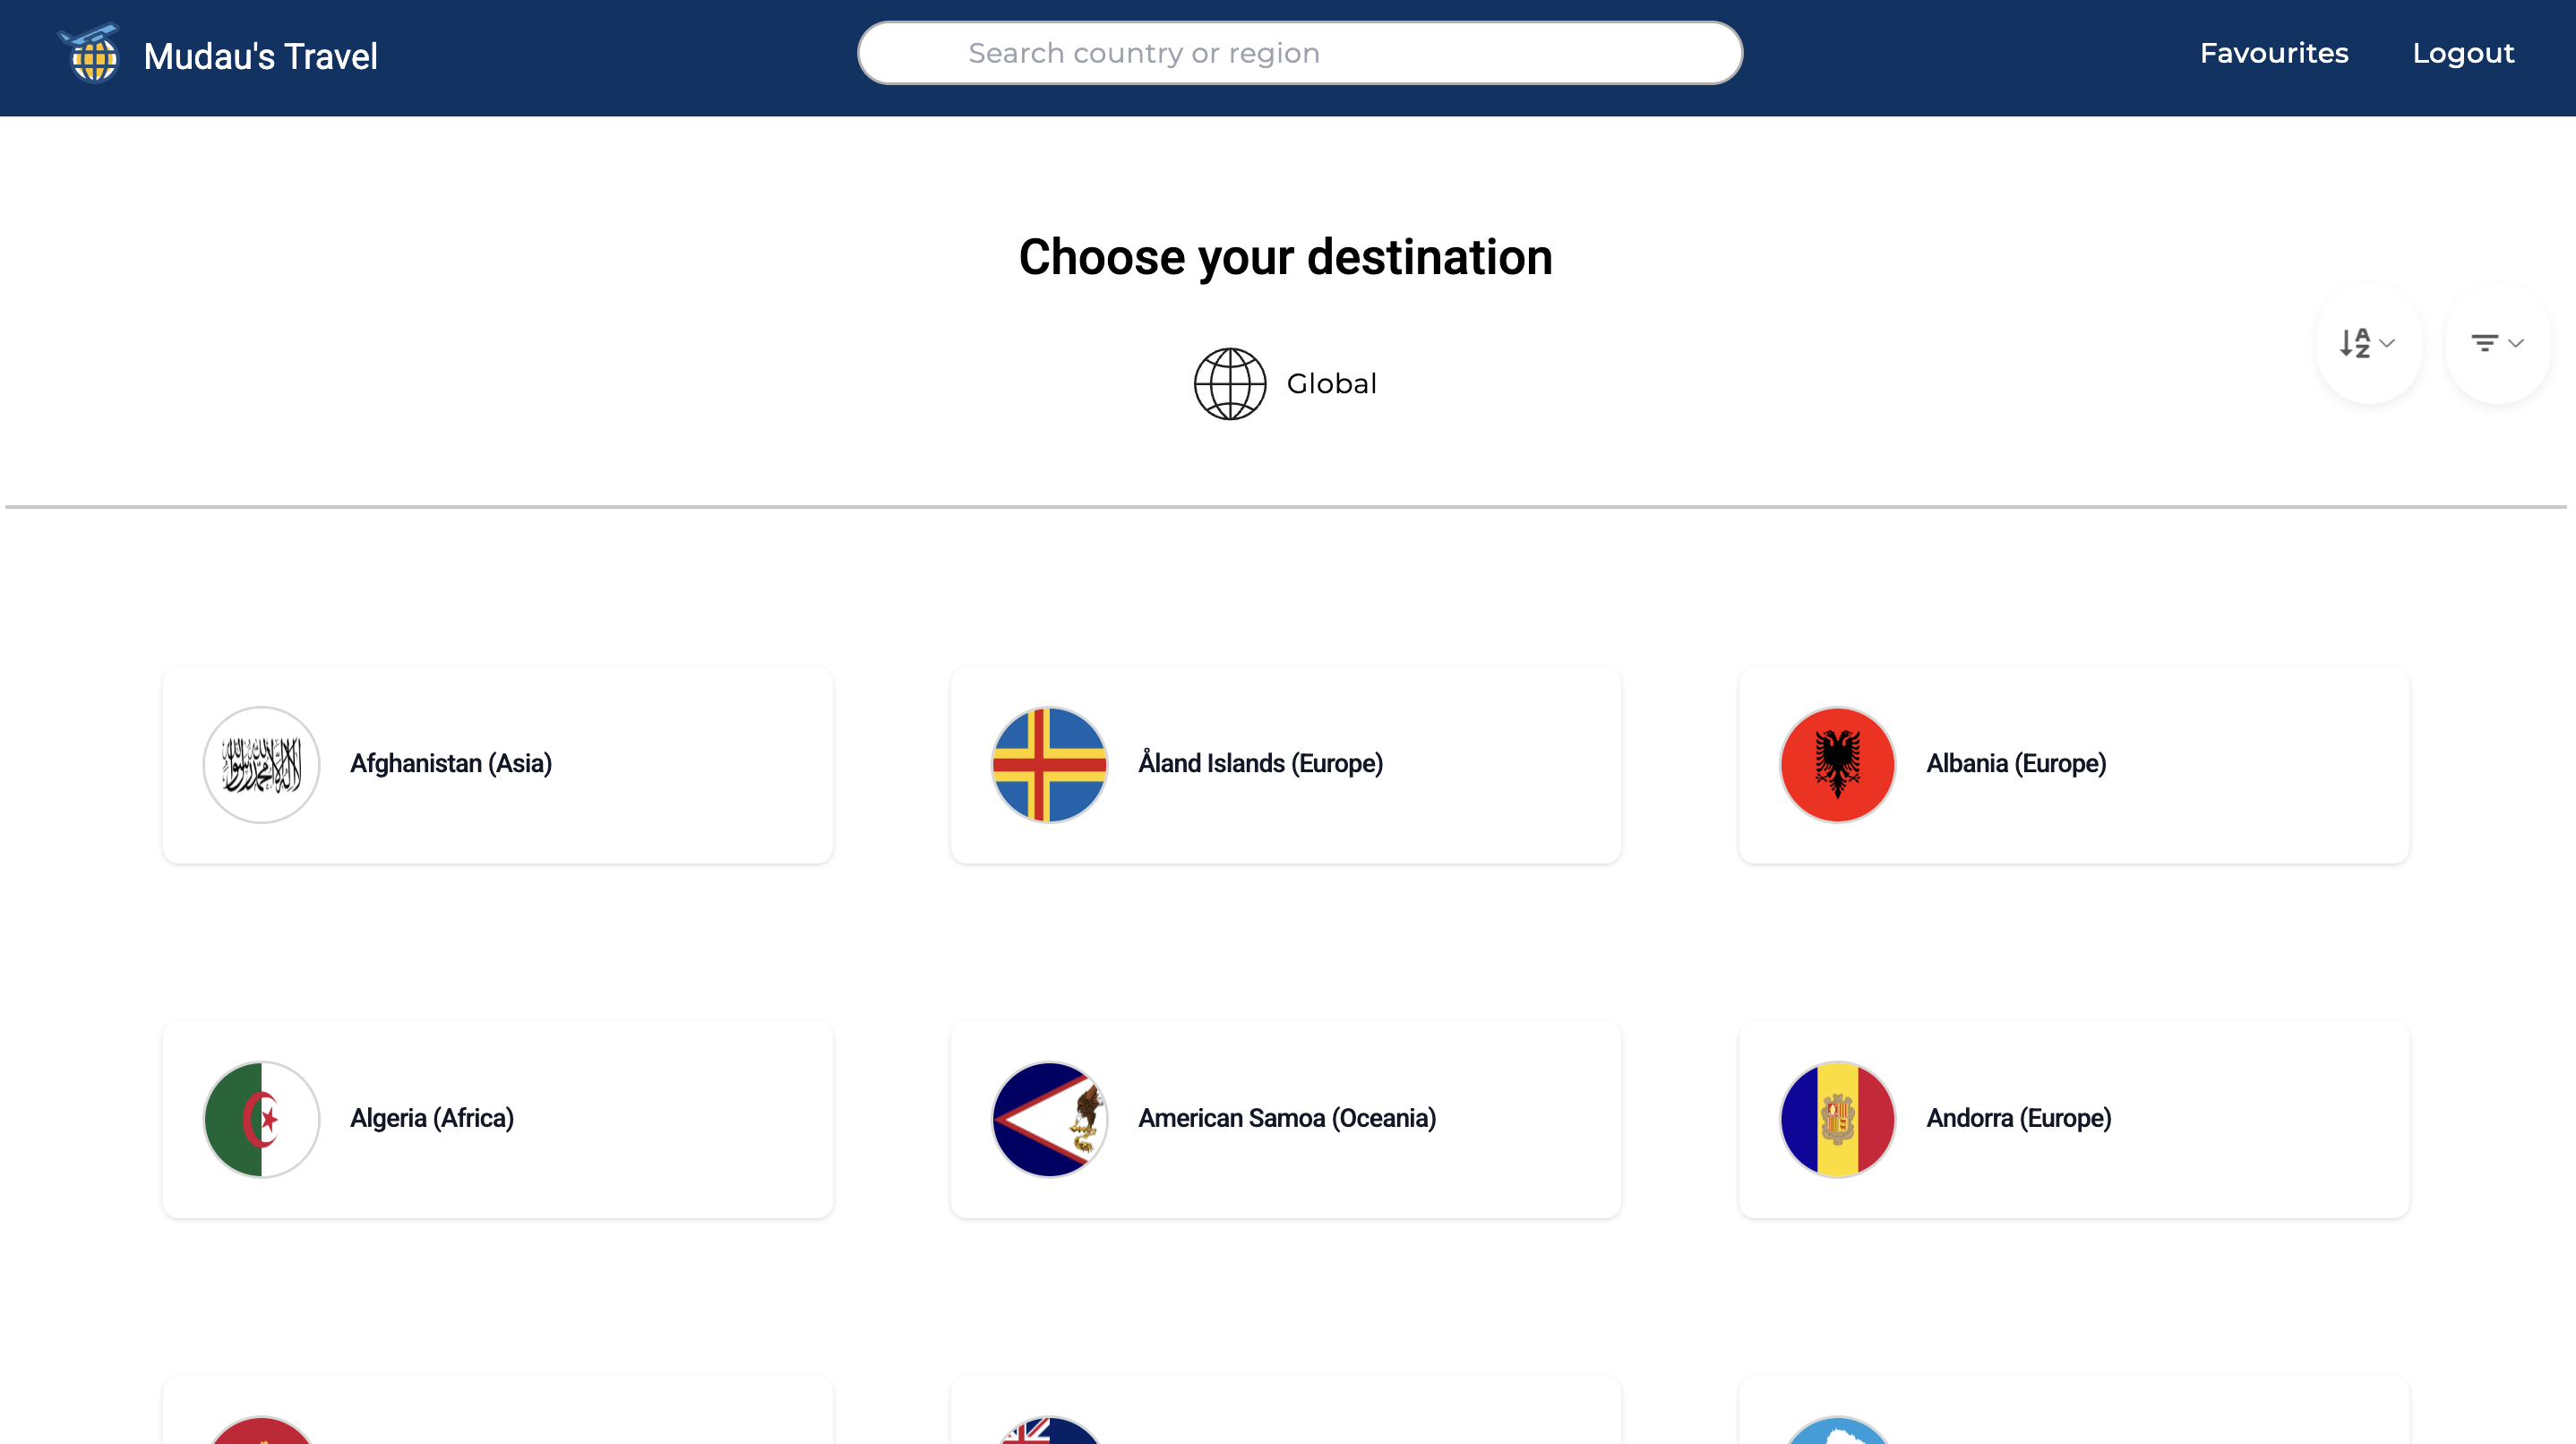 Mudau's Travel
Search country or region
Favourites
Logout
Choose your destination
Global
A
Z
Afghanistan (Asia)
Åland Islands (Europe)
Albania (Europe)
Algeria (Africa)
American Samoa (Oceania)
Andorra (Europe)